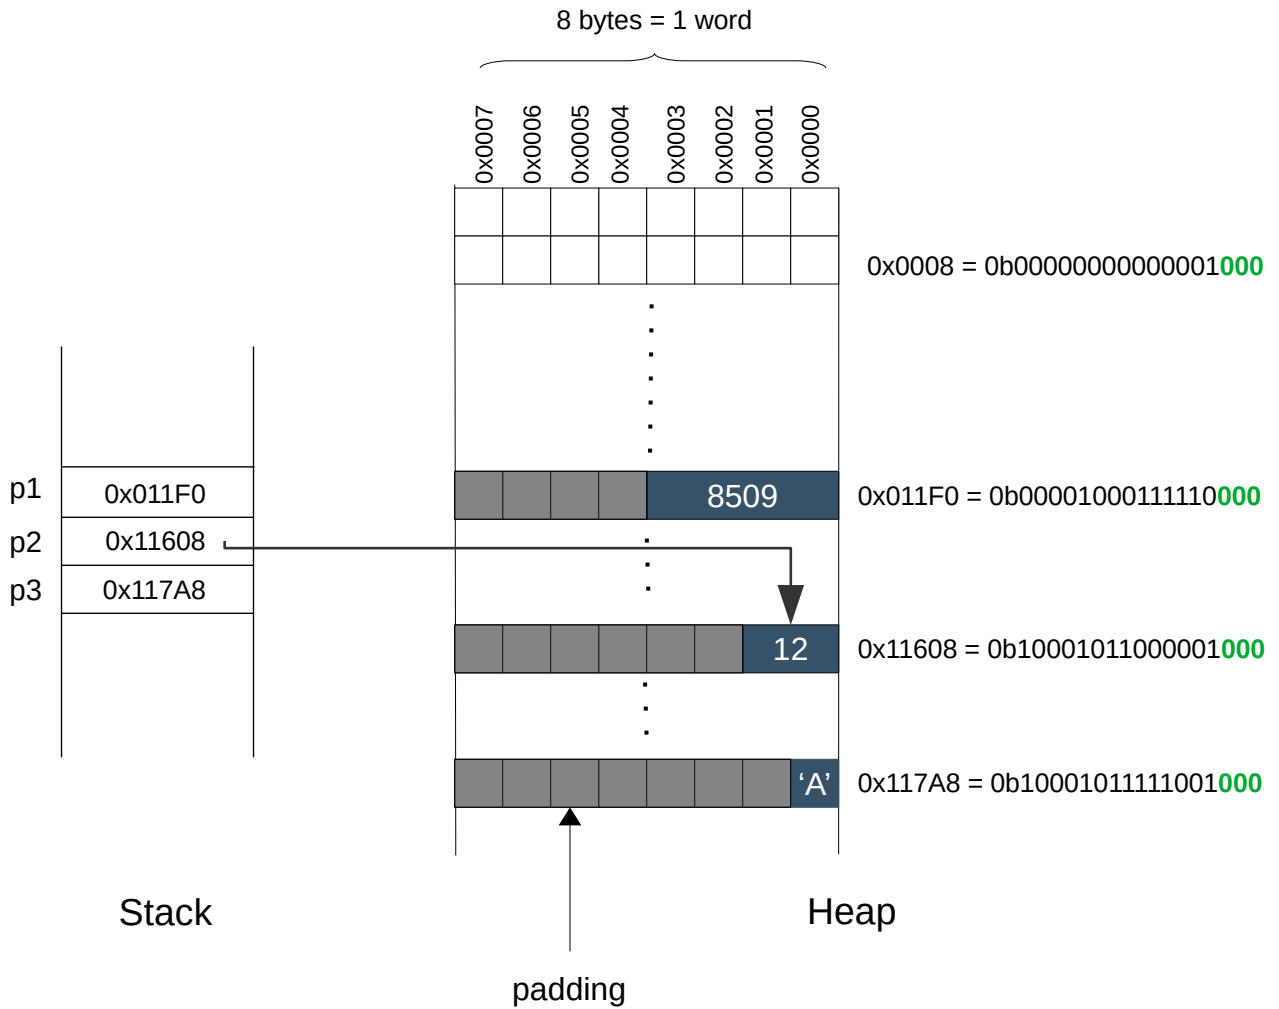 8 bytes = 1 word
0x0007 0x0006 0x0005 0x0004 0x0003 0x0002 0x0001 0x0000
0x0008 = 0b00000000000001000
p1 0x011F0
8509 0x011F0 = 0b00001000111110000
p2 0x11608
p3 0x117A8
12 0x11608 = 0b10001011000001000
‘A’ 0x117A8 = 0b10001011111001000
Stack
Heap
padding